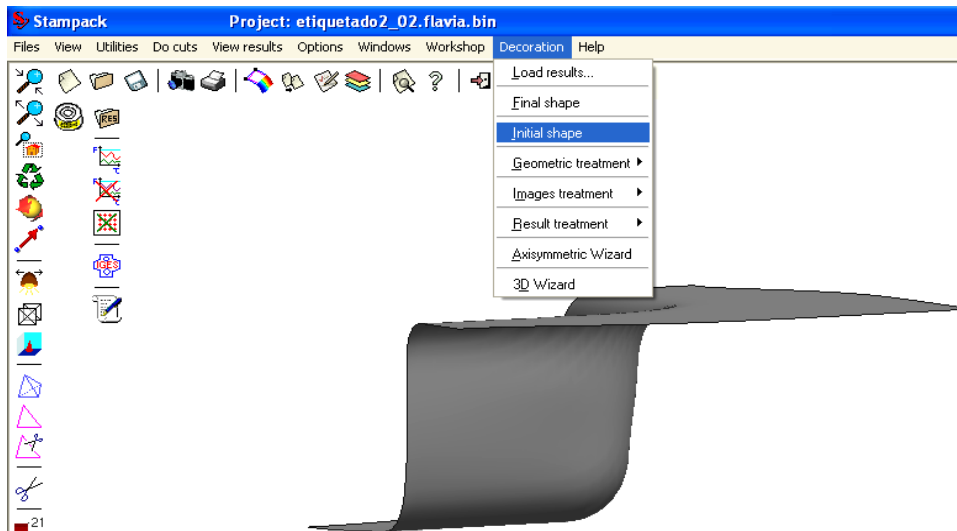 Stampack Project: etiquetado2_02.flavia.bin
Files View Utilities Do cuts View results Options Windows Workshop Decoration Help
Load results...
Final shape
Initial shape
Geometric treatment
Images treatment
Result treatment
Axisymmetric Wizard
3D Wizard
RES
F
τ
F
τ
IGES
21